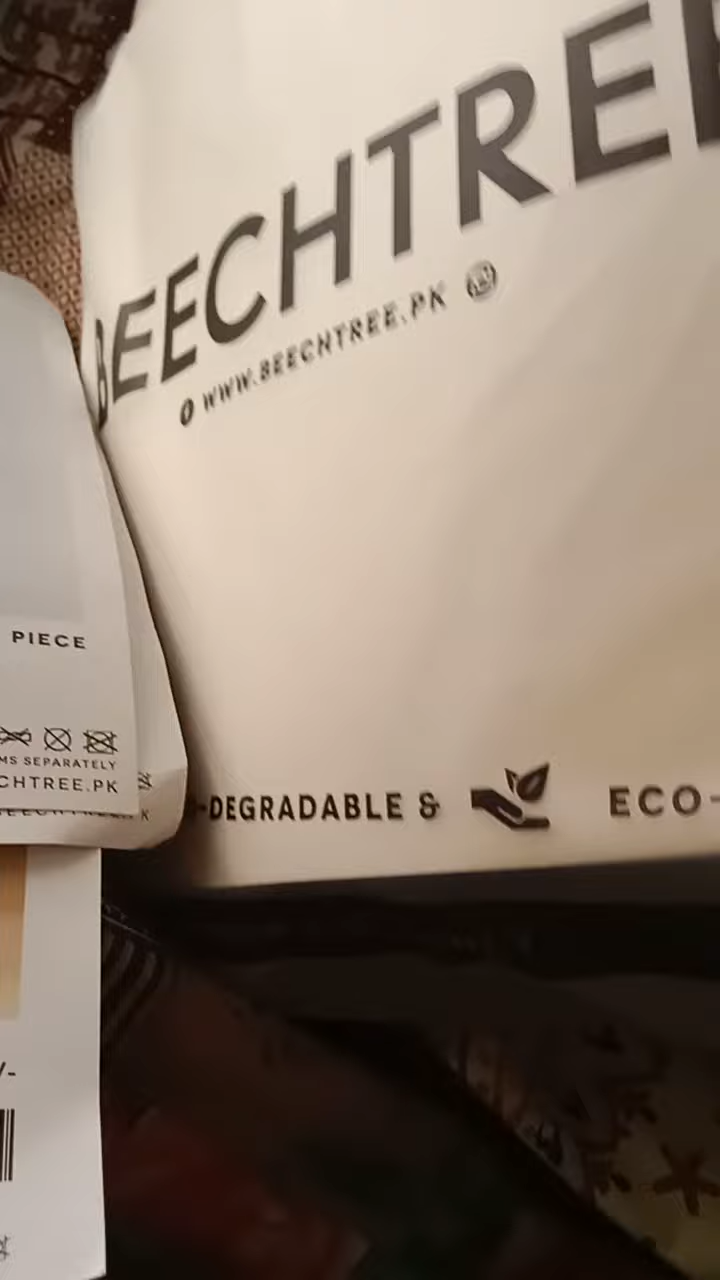 BEECHTREE
WWW.BEECHTREE.PK
PIECE
MS SEPARATELY
CHTREE.PK
-DEGRADABLE & ECO-
/-